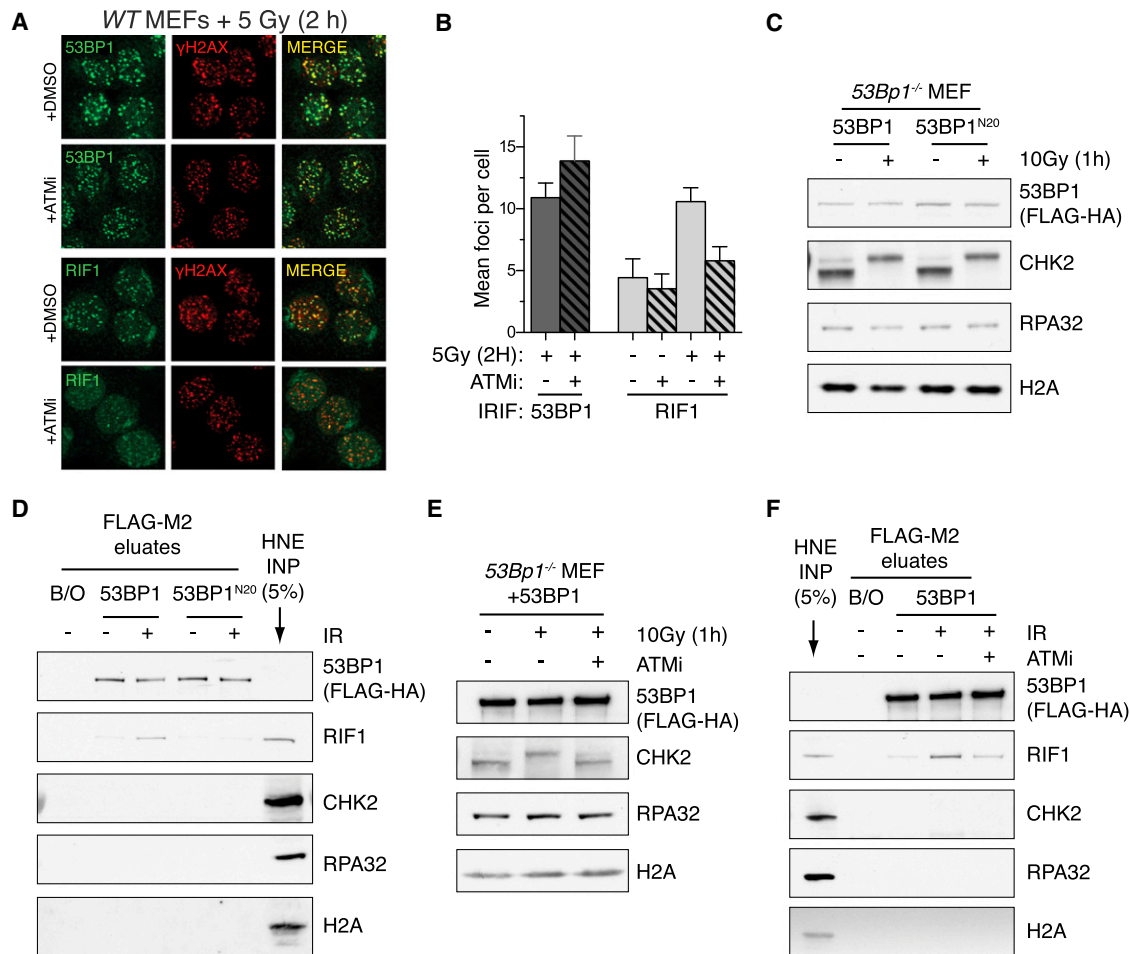 A
WT MEFs + 5 Gy (2 h)
53BP1 γH2AX MERGE
+DMSO
53BP1
+ATMi
RIF1 γH2AX MERGE
+DMSO
RIF1
+ATMi
B
Mean foci per cell
15
10
5
0
5Gy (2H): + + - - + +
ATMi: - + - + - +
IRIF: 53BP1 RIF1
C
53Bp1-/- MEF
53BP1 53BP1N20
- + - + 10Gy (1h)
53BP1
(FLAG-HA)
CHK2
RPA32
H2A
D
FLAG-M2
eluates
HNE
INP
(5%)
B/O 53BP1 53BP1N20
- - + - + IR
53BP1
(FLAG-HA)
RIF1
CHK2
RPA32
H2A
E
53Bp1-/- MEF
+53BP1
- + + 10Gy (1h)
- - + ATMi
53BP1
(FLAG-HA)
CHK2
RPA32
H2A
F
HNE
INP
(5%)
FLAG-M2
eluates
B/O 53BP1
- - + + IR
- - - + ATMi
53BP1
(FLAG-HA)
RIF1
CHK2
RPA32
H2A